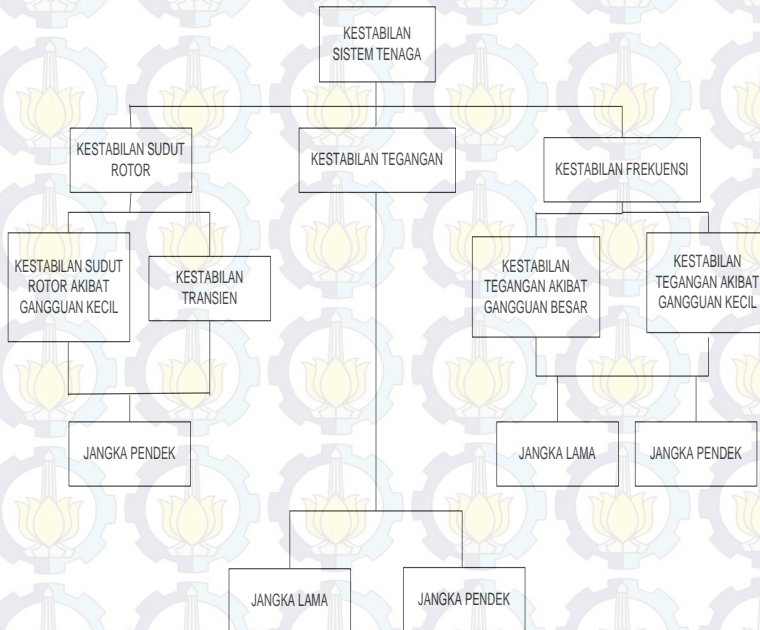 KESTABILAN
SISTEM TENAGA
KESTABILAN SUDUT
ROTOR
KESTABILAN TEGANGAN
KESTABILAN FREKUENSI
KESTABILAN SUDUT
ROTOR AKIBAT
GANGGUAN KECIL
KESTABILAN
TRANSIEN
KESTABILAN
TEGANGAN AKIBAT
GANGGUAN BESAR
KESTABILAN
TEGANGAN AKIBAT
GANGGUAN KECIL
JANGKA PENDEK
JANGKA LAMA
JANGKA PENDEK
JANGKA LAMA
JANGKA PENDEK